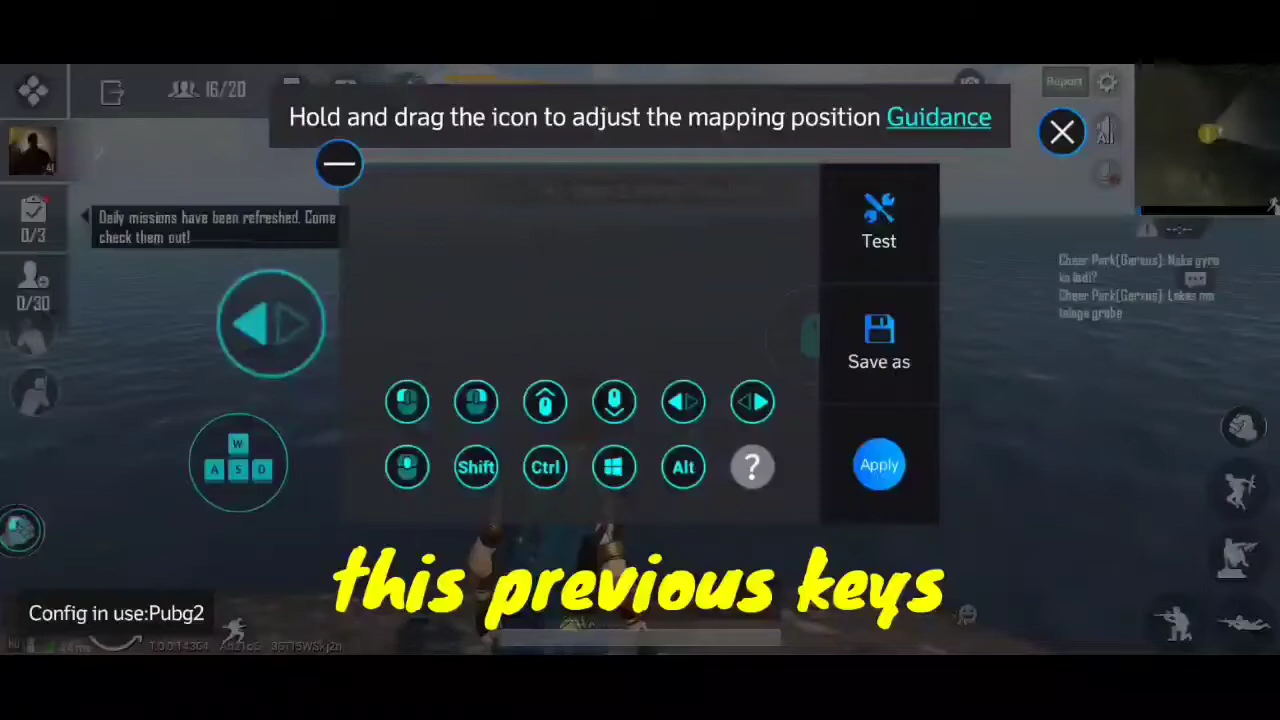 16/20
Report
Hold and drag the icon to adjust the mapping position Guidance
AI
0/3
Daily missions have been refreshed. Come
check them out!
Test
0/30
Save as
W
A S D
Shift Ctrl Alt ?
Apply
this previous keys
Config in use:Pubg2